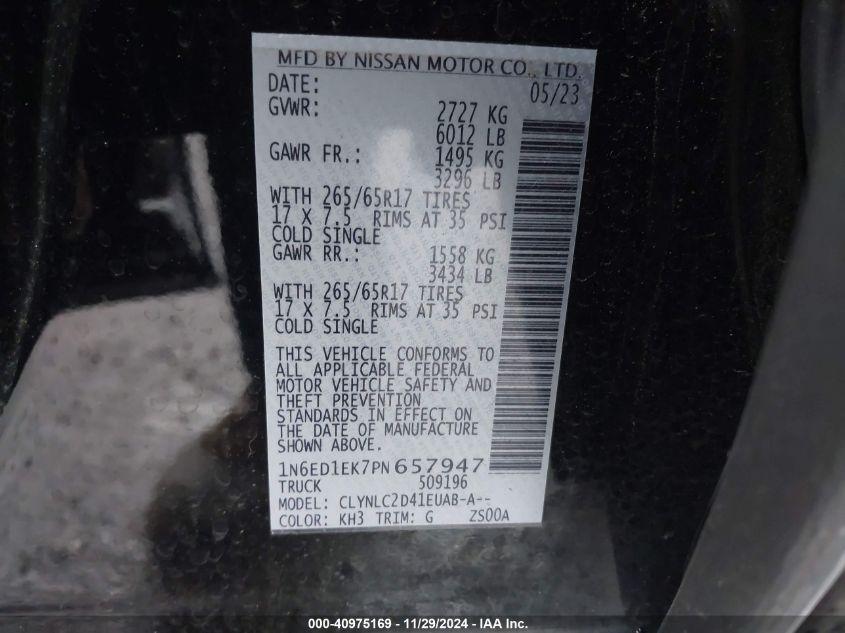 MFD BY NISSAN MOTOR CO., LTD.
DATE: 05/23
GVWR: 2727 KG
6012 LB
GAWR FR.: 1495 KG
3296 LB
WITH 265/65R17 TIRES
17 X 7.5 RIMS AT 35 PSI
COLD SINGLE
GAWR RR.: 1558 KG
3434 LB
WITH 265/65R17 TIRES
17 X 7.5 RIMS AT 35 PSI
COLD SINGLE
THIS VEHICLE CONFORMS TO
ALL APPLICABLE FEDERAL
MOTOR VEHICLE SAFETY AND
THEFT PREVENTION
STANDARDS IN EFFECT ON
THE DATE OF MANUFACTURE
SHOWN ABOVE.
1N6ED1EK7PN657947
TRUCK 509196
MODEL: CLYNLC2D41EUAB-A--
COLOR: KH3 TRIM: G ZS00A
000-40975169 - 11/29/2024 - IAA Inc.